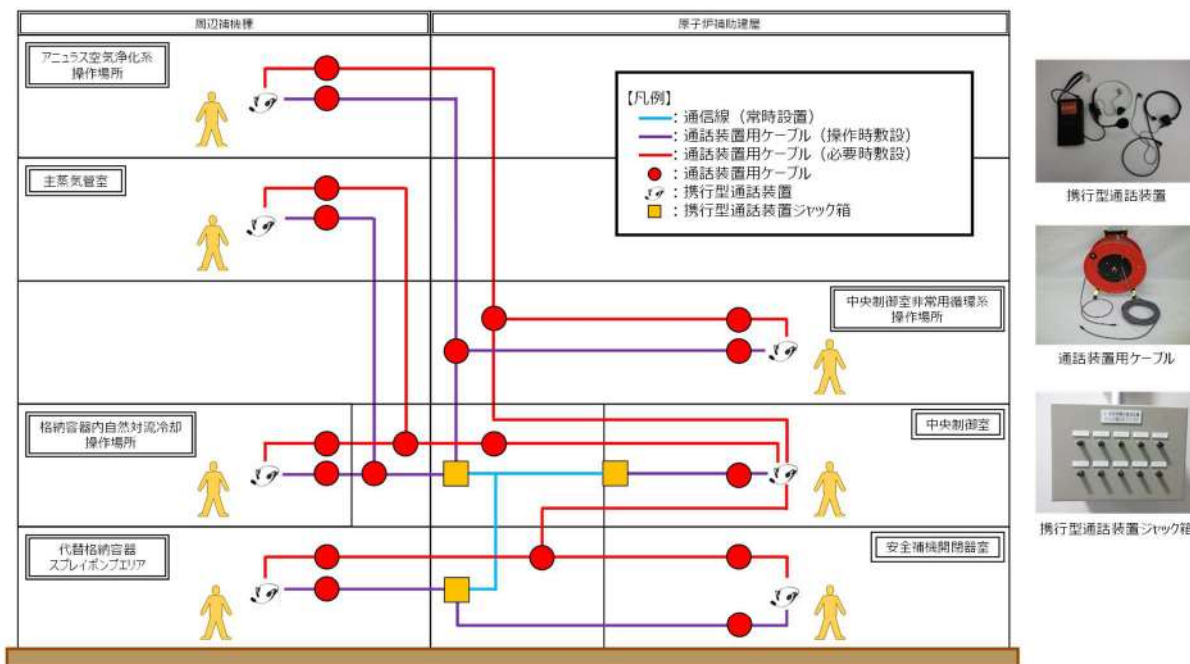 周辺補機棟
原子炉補助建屋
アニュラス空気浄化系
操作場所
【凡例】
: 通信線（常時設置）
: 通話装置用ケーブル（操作時敷設）
: 通話装置用ケーブル（必要時敷設）
: 通話装置用ケーブル
: 携行型通話装置
: 携行型通話装置ジャック箱
携行型通話装置
主蒸気管室
中央制御室非常用循環系
操作場所
通話装置用ケーブル
格納容器内自然対流冷却
操作場所
中央制御室
携行型通話装置ジャック箱
代替格納容器
スプレイポンプエリア
安全補機開閉器室